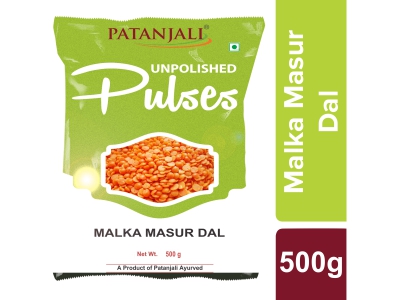 PATANJALI®
UNPOLISHED
Pulses
MALKA MASUR DAL
Net Wt. 500 g
A Product of Patanjali Ayurved
Malka Masur
Dal
500g